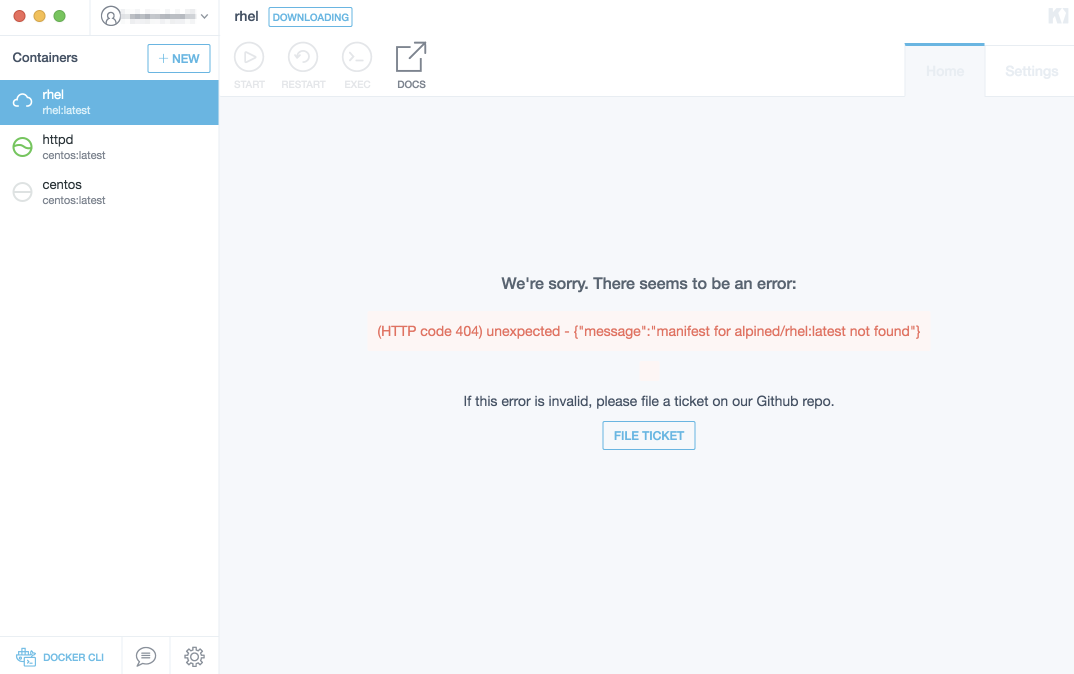 rhel DOWNLOADING
Containers
+ NEW
START RESTART EXEC DOCS
Home Settings
rhel
rhel:latest
httpd
centos:latest
centos
centos:latest
We're sorry. There seems to be an error:
(HTTP code 404) unexpected - {"message":"manifest for alpined/rhel:latest not found"}
If this error is invalid, please file a ticket on our Github repo.
FILE TICKET
DOCKER CLI